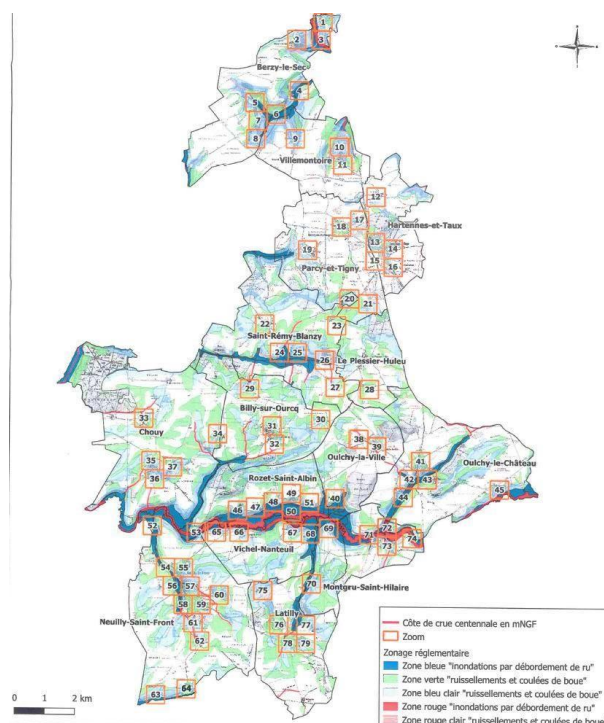 1
2 3
Berzy-le-Sec
4
5
6
7
8 9
10
Villemontoire 11
12
17
18 Hartennes-et-Taux
13
14
19
15
16
Parcy-et-Tigny
20
21
22 23
Saint-Rémy-Blanzy
24 25
26 Le Plessier-Huleu
27 28
29
Billy-sur-Ourcq
30
33
31
Chouy 34
32
38
39
Oulchy-la-Ville
35
36 37
41 Oulchy-le-Château
42 43
44
45
Rozet-Saint-Albin
49
48 51 40
46 47
50
52
53 65 66 67 68 69
71 72
73 74
Vichel-Nanteuil
54 55
56 57
60
58 59
75
70 Montgru-Saint-Hilaire
Latilly
76 77
Neuilly-Saint-Front 61
62
78 79
63 64
0 1 2 km
Côte de crue centennale en mNGF
Zoom
Zonage réglementaire
Zone bleue "inondations par débordement de ru"
Zone verte "ruissellements et coulées de boue"
Zone bleu clair "ruissellements et coulées de boue"
Zone rouge "inondations par débordement de ru"
Zone rouge clair "ruissellements et coulées de boue